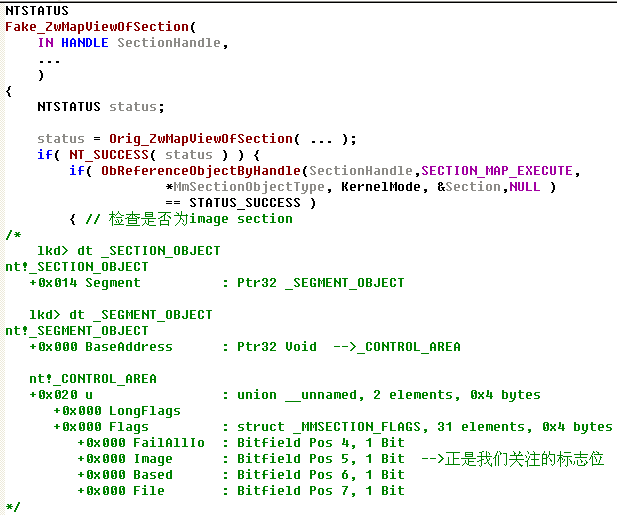 NTSTATUS
Fake_ZwMapViewOfSection(
    IN HANDLE SectionHandle,
    ...
    )
{
    NTSTATUS status;

    status = Orig_ZwMapViewOfSection( ... );
    if( NT_SUCCESS( status ) ) {
        if( ObReferenceObjectByHandle(SectionHandle,SECTION_MAP_EXECUTE,
                    *MmSectionObjectType, KernelMode, &Section,NULL )
                    == STATUS_SUCCESS )
        { // 检查是否为image section
/*
    lkd> dt _SECTION_OBJECT
nt!_SECTION_OBJECT
   +0x014 Segment          : Ptr32 _SEGMENT_OBJECT

    lkd> dt _SEGMENT_OBJECT
nt!_SEGMENT_OBJECT
   +0x000 BaseAddress      : Ptr32 Void  -->_CONTROL_AREA

   nt!_CONTROL_AREA
   +0x020 u                : union __unnamed, 2 elements, 0x4 bytes
      +0x000 LongFlags
      +0x000 Flags         : struct _MMSECTION_FLAGS, 31 elements, 0x4 bytes
         +0x000 FailAllIo  : Bitfield Pos 4, 1 Bit
         +0x000 Image      : Bitfield Pos 5, 1 Bit  -->正是我们关注的标志位
         +0x000 Based      : Bitfield Pos 6, 1 Bit
         +0x000 File       : Bitfield Pos 7, 1 Bit
*/